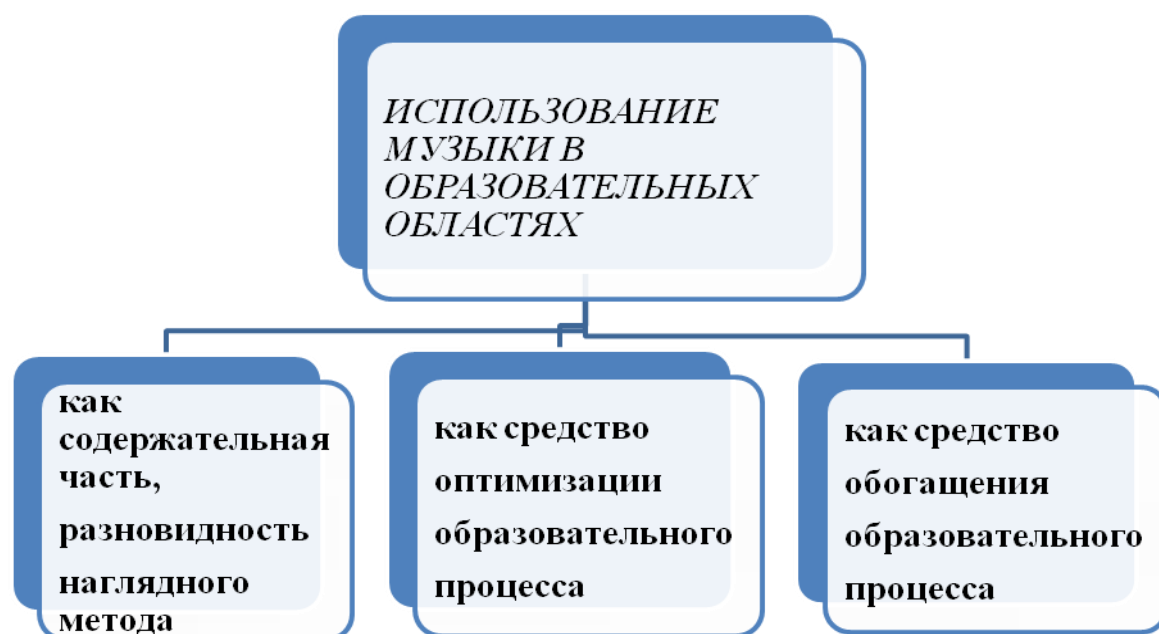 ИСПОЛЬЗОВАНИЕ
МУЗЫКИ В
ОБРАЗОВАТЕЛЬНЫХ
ОБЛАСТЯХ
как
содержательная
часть,
разновидность
наглядного
метода
как средство
оптимизации
образовательного
процесса
как средство
обогащения
образовательного
процесса